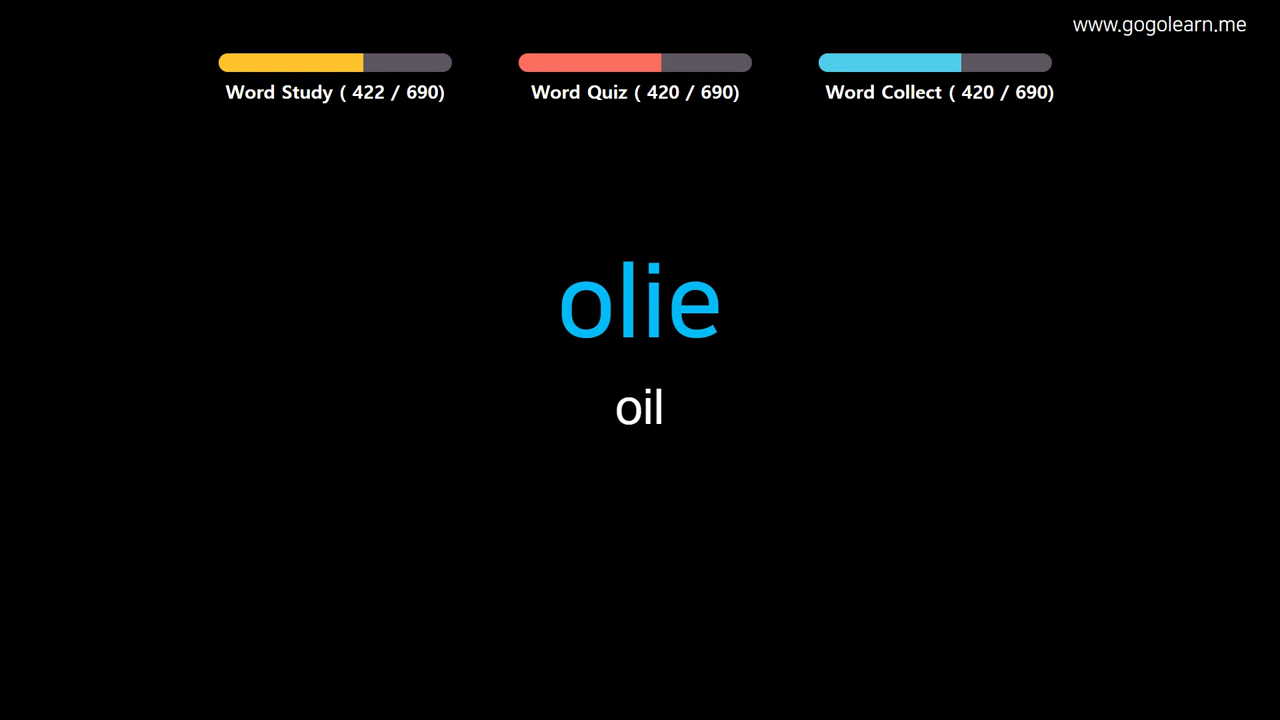 www.gogolearn.me
Word Study ( 422 / 690)
Word Quiz ( 420 / 690)
Word Collect ( 420 / 690)
olie
oil